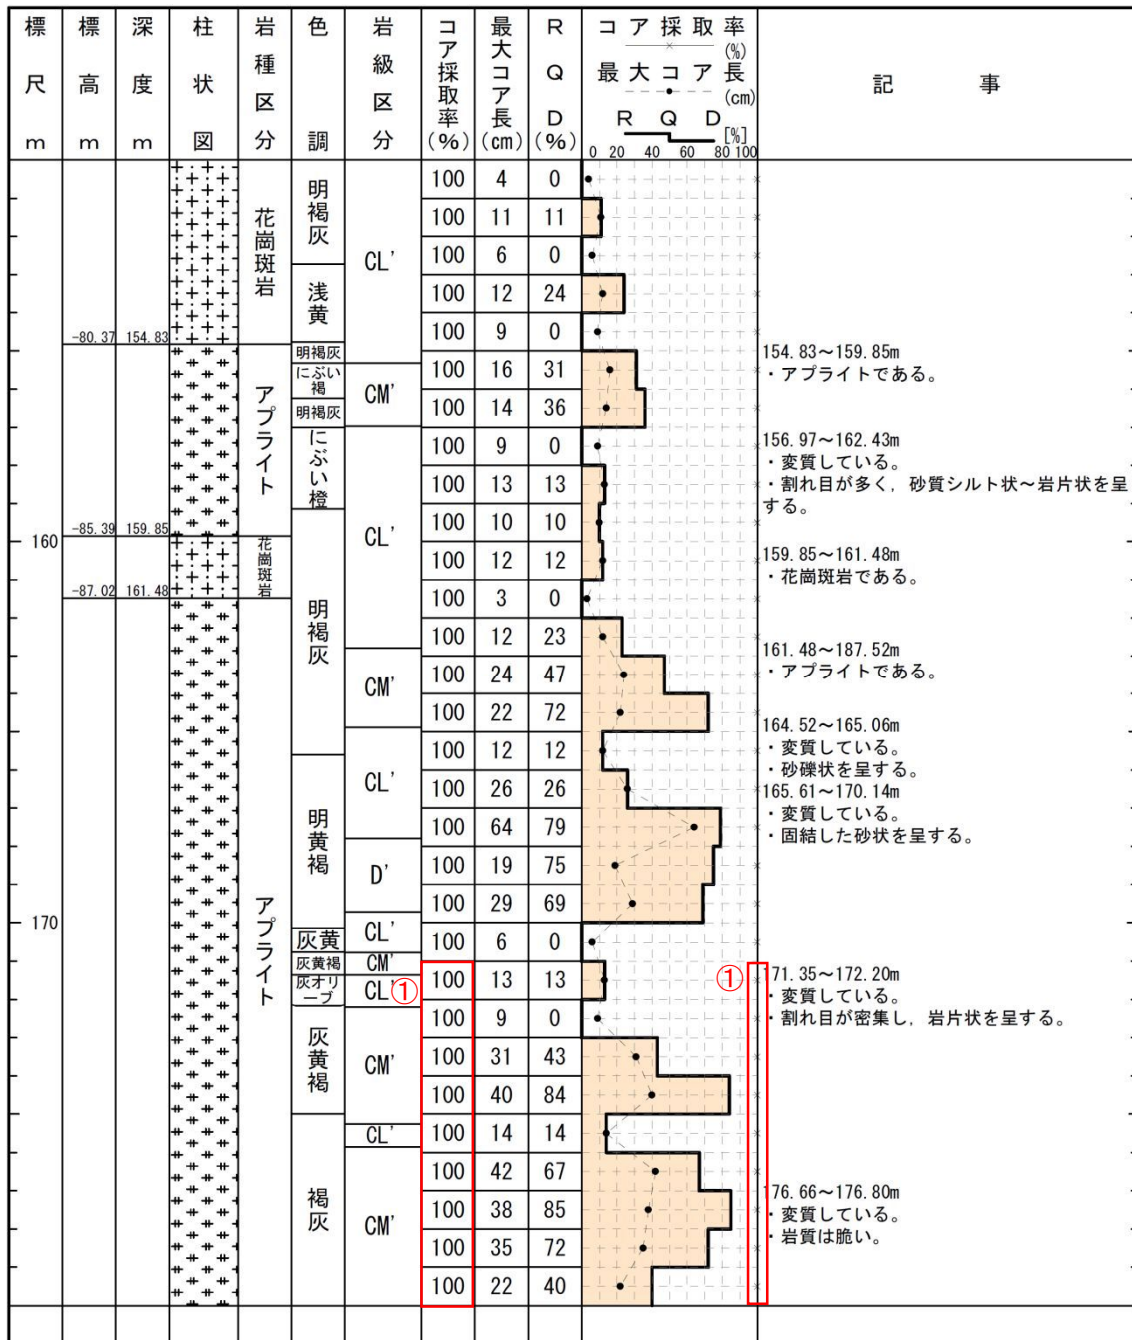 標尺m
標高m
深度m
柱状図
岩種区分
色調
岩級区分
コア採取率(%)
最大コア長(cm)
RQD(%)
コア採取率(%)
最大コア長(cm)
RQD[%]
0 20 40 60 80 100
記事
100 4 0
100 11 11
100 6 0
100 12 24
100 9 0
100 16 31
100 14 36
100 9 0
100 13 13
100 10 10
100 12 12
100 3 0
100 12 23
100 24 47
100 22 72
100 12 12
100 26 26
100 64 79
100 19 75
100 29 69
100 6 0
100 13 13
100 9 0
100 31 43
100 40 84
100 14 14
100 42 67
100 38 85
100 35 72
100 22 40
160
170
-80.37 154.83
-85.39 159.85
-87.02 161.48
花崗斑岩
アプライト
花崗斑岩
アプライト
明褐灰
浅黄
明褐灰
にぶい褐
明褐灰
にぶい橙
明褐灰
明黄褐
灰黄
灰黄褐
灰オリーブ
灰黄褐
褐灰
CL'
CM'
CL'
CM'
CL'
D'
CL'
CM'
CL'
CM'
CL'
CM'
①
①
154.83～159.85m
・アプライトである。
156.97～162.43m
・変質している。
・割れ目が多く，砂質シルト状～岩片状を呈
する。
159.85～161.48m
・花崗斑岩である。
161.48～187.52m
・アプライトである。
164.52～165.06m
・変質している。
・砂礫状を呈する。
165.61～170.14m
・変質している。
・固結した砂状を呈する。
171.35～172.20m
・変質している。
・割れ目が密集し，岩片状を呈する。
176.66～176.80m
・変質している。
・岩質は脆い。